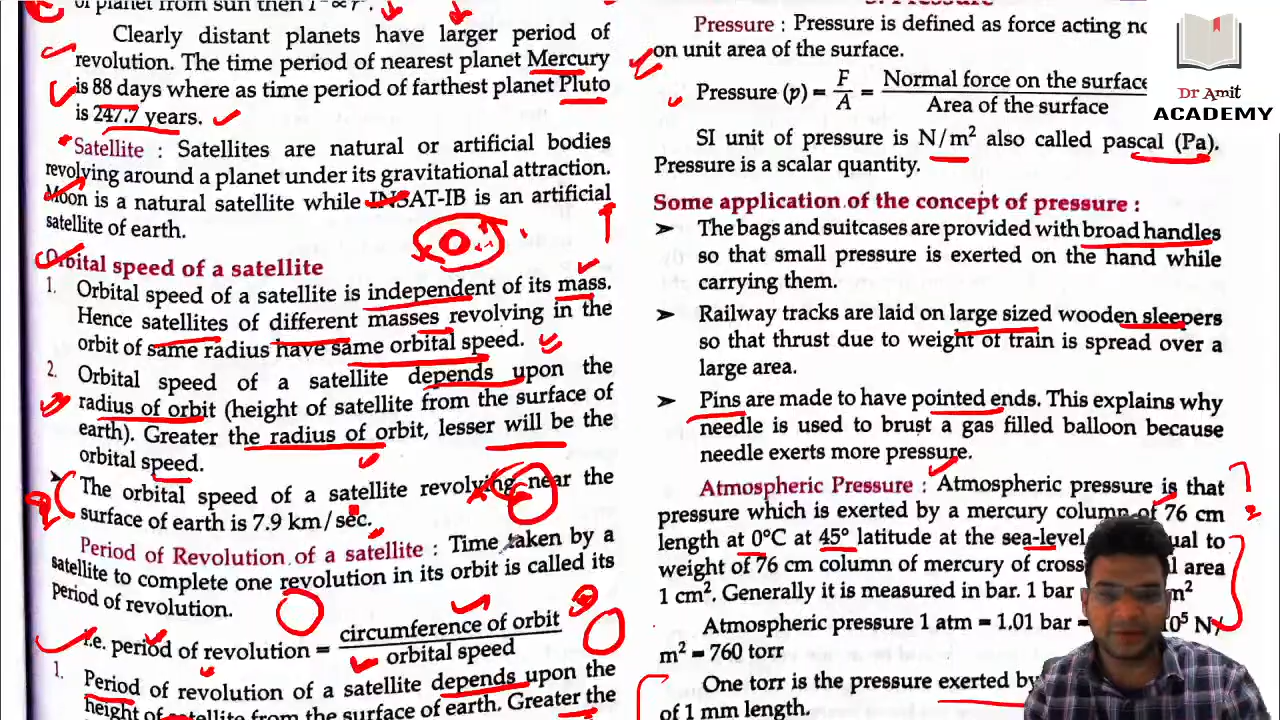 of planet from sun then T² ∝ r³.
Clearly distant planets have larger period of
revolution. The time period of nearest planet Mercury
is 88 days where as time period of farthest planet Pluto
is 247.7 years.
Satellite : Satellites are natural or artificial bodies
revolving around a planet under its gravitational attraction.
Moon is a natural satellite while INSAT-IB is an artificial
satellite of earth.
Orbital speed of a satellite
1. Orbital speed of a satellite is independent of its mass.
Hence satellites of different masses revolving in the
orbit of same radius have same orbital speed.
2. Orbital speed of a satellite depends upon the
radius of orbit (height of satellite from the surface of
earth). Greater the radius of orbit, lesser will be the
orbital speed.
➤ The orbital speed of a satellite revolving near the
surface of earth is 7.9 km/sec.
Period of Revolution of a satellite : Time taken by a
satellite to complete one revolution in its orbit is called its
period of revolution.
i.e. period of revolution = circumference of orbit / orbital speed
1. Period of revolution of a satellite depends upon the
height of satellite from the surface of earth. Greater the
Pressure
Pressure : Pressure is defined as force acting
on unit area of the surface.
Pressure (p) = F / A = Normal force on the surface / Area of the surface
SI unit of pressure is N/m² also called pascal (Pa).
Pressure is a scalar quantity.
Some application of the concept of pressure :
➤ The bags and suitcases are provided with broad handles
so that small pressure is exerted on the hand while
carrying them.
➤ Railway tracks are laid on large sized wooden sleepers
so that thrust due to weight of train is spread over a
large area.
➤ Pins are made to have pointed ends. This explains why
needle is used to brust a gas filled balloon because
needle exerts more pressure.
Atmospheric Pressure : Atmospheric pressure is that
pressure which is exerted by a mercury column of 76 cm
length at 0°C at 45° latitude at the sea-level
weight of 76 cm column of mercury of area
1 cm². Generally it is measured in bar. 1 bar
Atmospheric pressure 1 atm = 1.01 bar =
m² = 760 torr
One torr is the pressure exerted by
of 1 mm length.
Dr Amit
ACADEMY